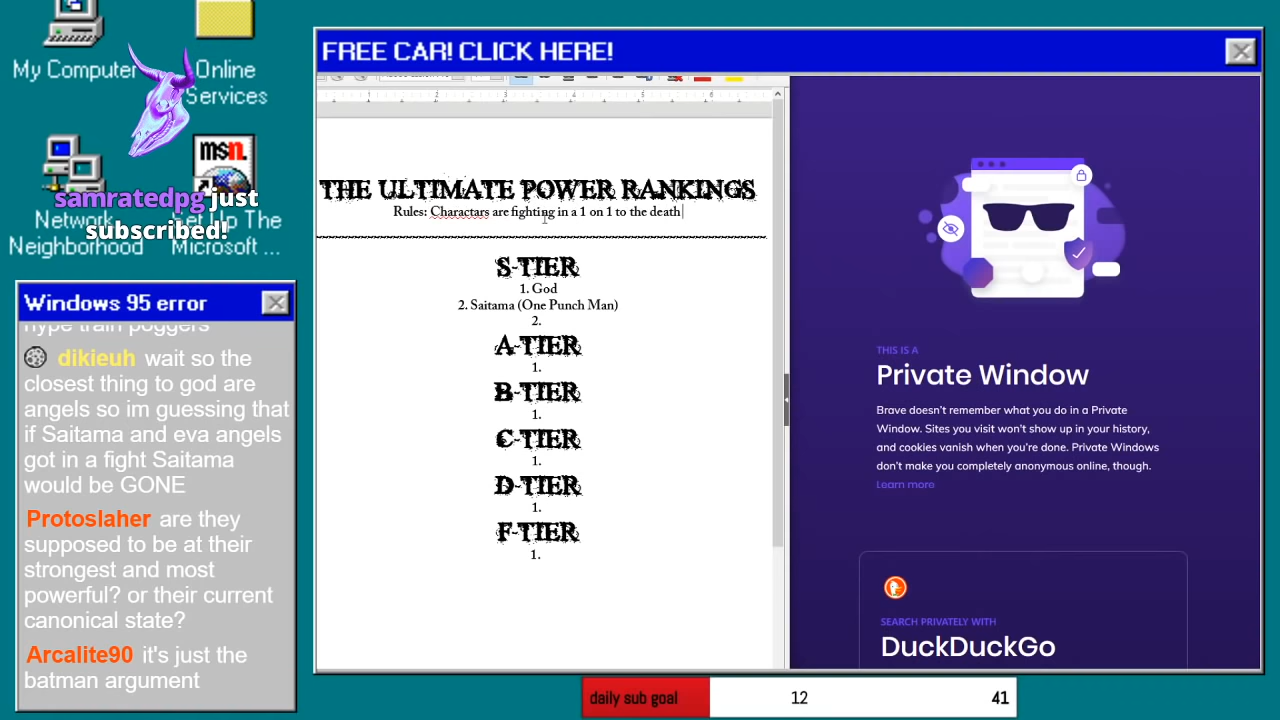 My Computer
Online
Services
msn.
Network
Neighborhood
Set Up The
Microsoft ...
samratedpg just
subscribed!
Windows 95 error
hype train poggers
dikieuh wait so the
closest thing to god are
angels so im guessing that
if Saitama and eva angels
got in a fight Saitama
would be GONE
Protoslaher are they
supposed to be at their
strongest and most
powerful? or their current
canonical state?
Arcalite90 it's just the
batman argument
FREE CAR! CLICK HERE!
THE ULTIMATE POWER RANKINGS
Rules: Charactars are fighting in a 1 on 1 to the death
S-TIER
1. God
2. Saitama (One Punch Man)
2.
A-TIER
1.
B-TIER
1.
C-TIER
1.
D-TIER
1.
F-TIER
1.
THIS IS A
Private Window
Brave doesn't remember what you do in a Private
Window. Sites you visit won't show up in your history,
and cookies vanish when you're done. Private Windows
don't make you completely anonymous online, though.
Learn more
SEARCH PRIVATELY WITH
DuckDuckGo
daily sub goal
12
41